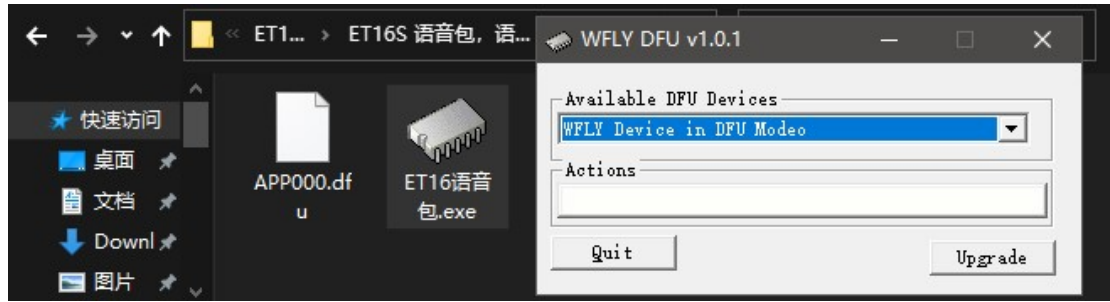 ET1... › ET16S 语音包，语...
快速访问
桌面
文档
Downl
图片
APP000.df
u
ET16语音
包.exe
WFLY DFU v1.0.1
Available DFU Devices
WFLY Device in DFU Modeo
Actions
Quit
Upgrade